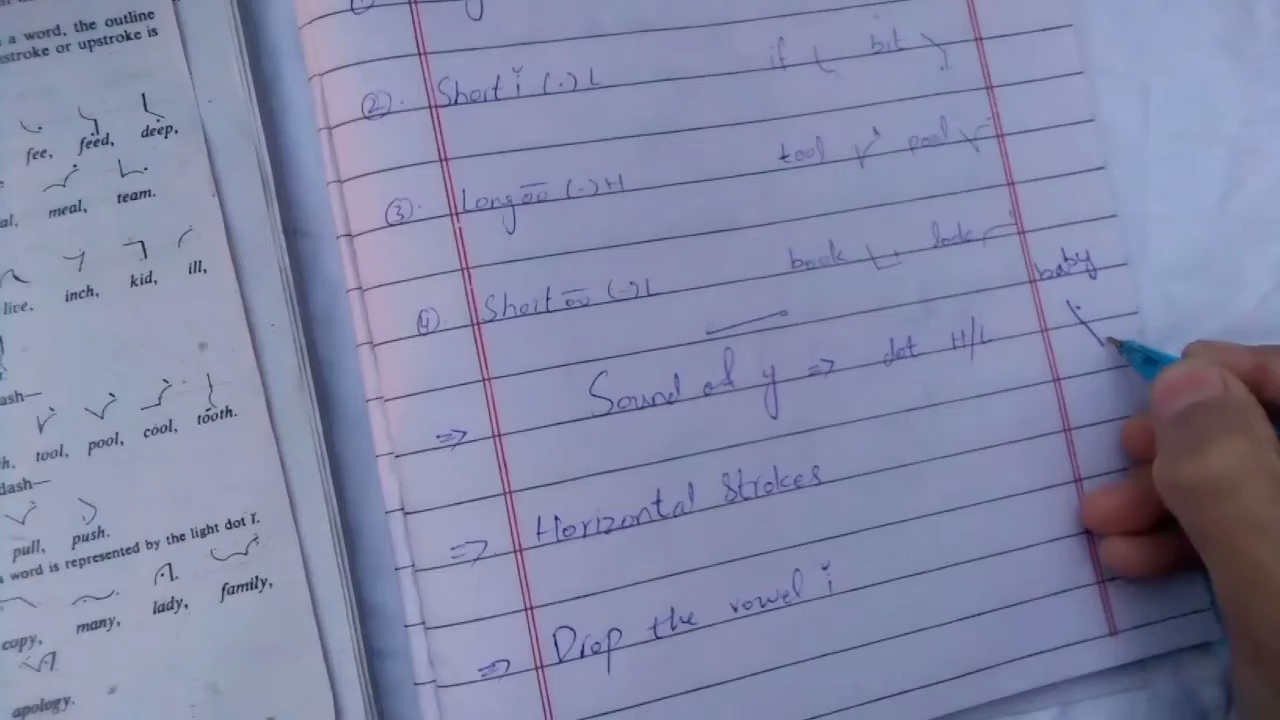 a word, the outline
stroke or upstroke is
fee, feed, deep,
meal, team.
live, inch, kid, ill,
ash—
tool, pool, cool, tooth.
dash—
pull, push.
a word is represented by the light dot ĭ.
copy, many, lady, family,
apology.
② . Short ĭ (.) L if bit
③ . Long o͞o (-) H tool pool
④ Short o͝o (-) L book look
⇒ Sound of y ⇒ dot H/L baby
⇒ Horizontal Strokes
⇒ Drop the vowel ĭ